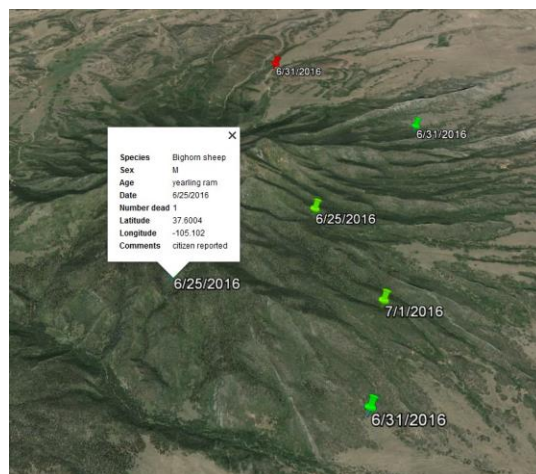 6/31/2016
6/31/2016
Species Bighorn sheep
Sex M
Age yearling ram
Date 6/25/2016
Number dead 1
Latitude 37.6004
Longitude -105.102
Comments citizen reported
6/25/2016
6/25/2016
7/1/2016
6/31/2016